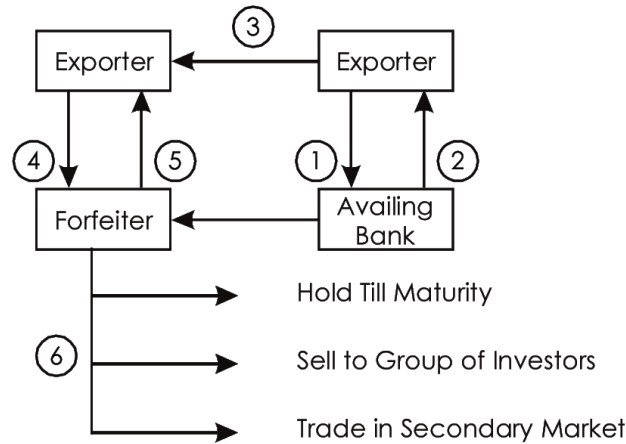 3
Exporter
Exporter
4
5
1
2
Forfeiter
Availing
Bank
Hold Till Maturity
6
Sell to Group of Investors
Trade in Secondary Market